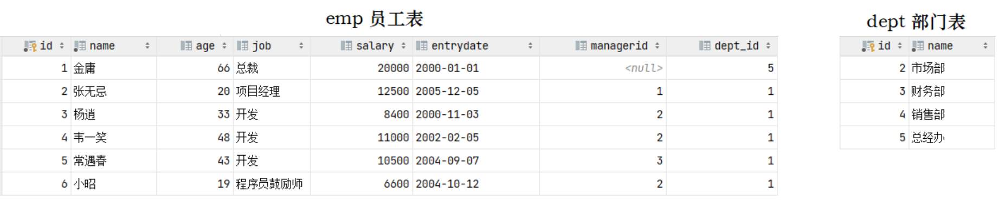 emp 员工表
dept 部门表
id name age job salary entrydate managerid dept_id
id name
1 金庸 66 总裁 20000 2000-01-01 <null> 5
2 市场部
2 张无忌 20 项目经理 12500 2005-12-05 1 1
3 财务部
3 杨逍 33 开发 8400 2000-11-03 2 1
4 销售部
4 韦一笑 48 开发 11000 2002-02-05 2 1
5 总经办
5 常遇春 43 开发 10500 2004-09-07 3 1
6 小昭 19 程序员鼓励师 6600 2004-10-12 2 1